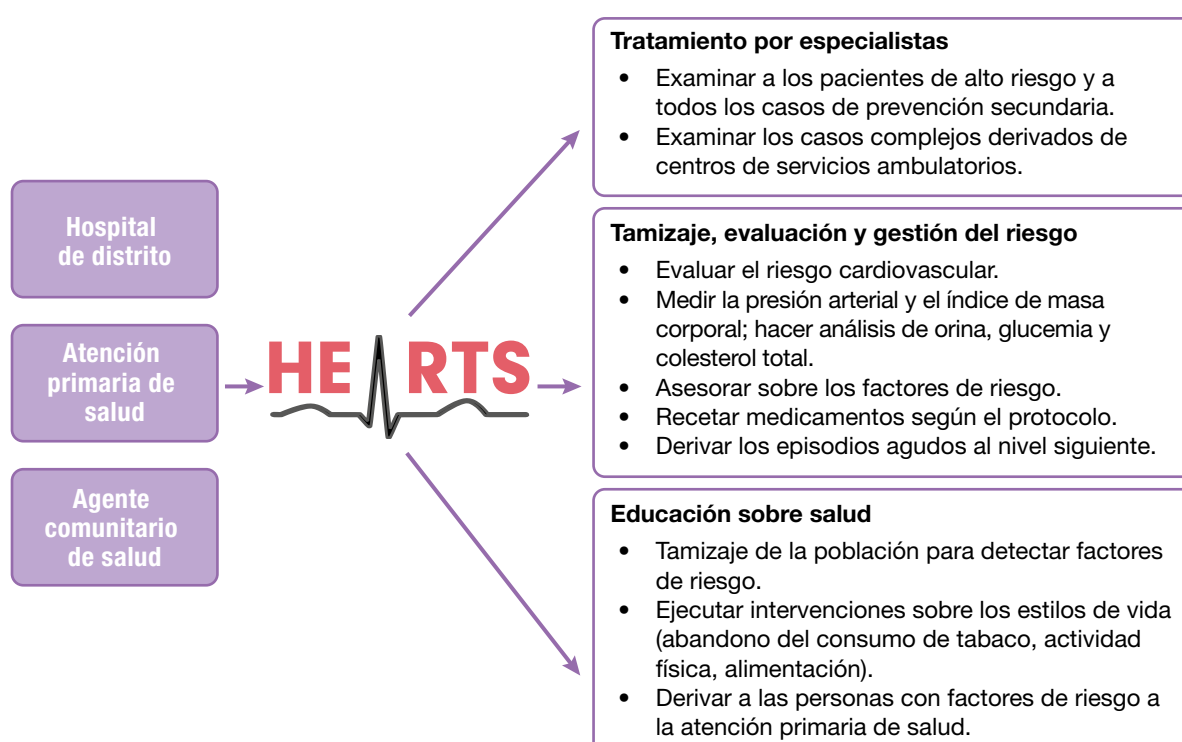 Hospital
de distrito
Atención
primaria de
salud
Agente
comunitario
de salud
HE RTS
Tratamiento por especialistas
• Examinar a los pacientes de alto riesgo y a
todos los casos de prevención secundaria.
• Examinar los casos complejos derivados de
centros de servicios ambulatorios.
Tamizaje, evaluación y gestión del riesgo
• Evaluar el riesgo cardiovascular.
• Medir la presión arterial y el índice de masa
corporal; hacer análisis de orina, glucemia y
colesterol total.
• Asesorar sobre los factores de riesgo.
• Recetar medicamentos según el protocolo.
• Derivar los episodios agudos al nivel siguiente.
Educación sobre salud
• Tamizaje de la población para detectar factores
de riesgo.
• Ejecutar intervenciones sobre los estilos de vida
(abandono del consumo de tabaco, actividad
física, alimentación).
• Derivar a las personas con factores de riesgo a
la atención primaria de salud.